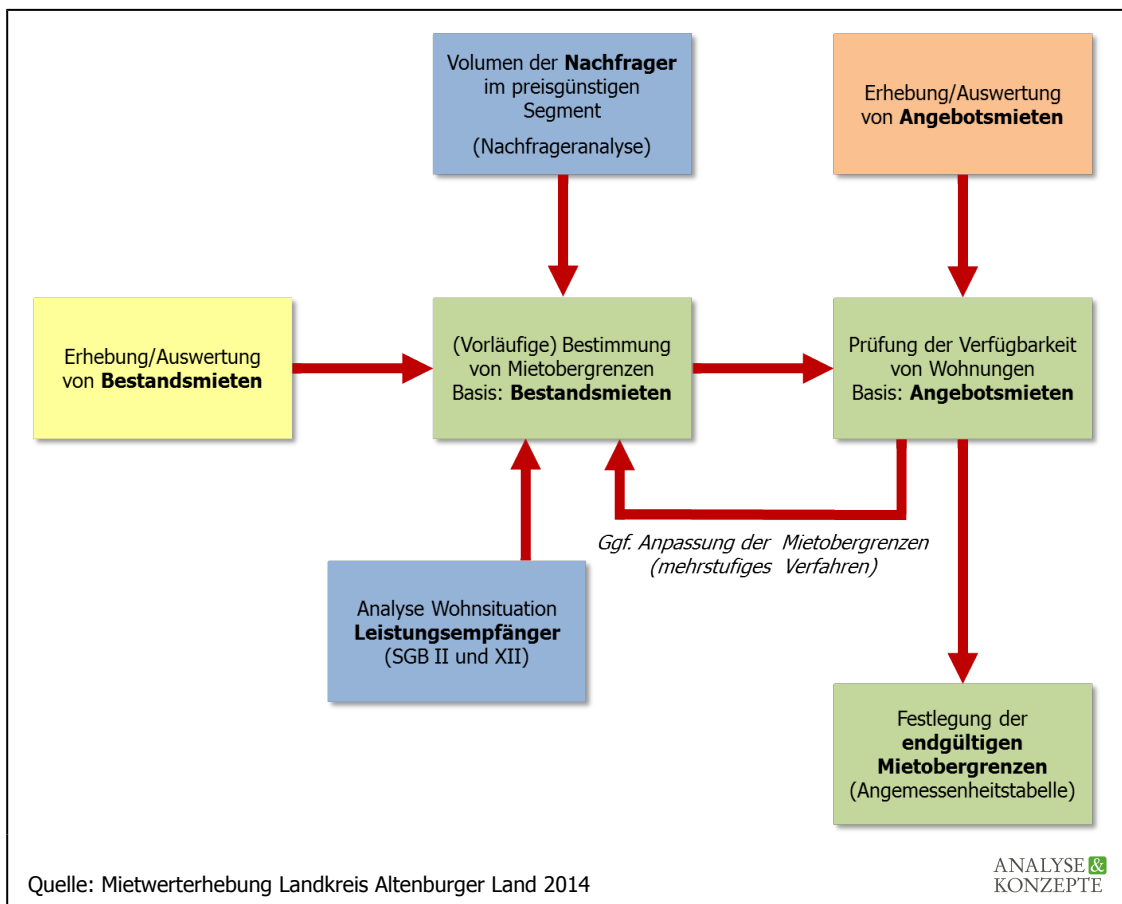 Volumen der Nachfrager
im preisgünstigen
Segment
(Nachfrageranalyse)
Erhebung/Auswertung
von Angebotsmieten
Erhebung/Auswertung
von Bestandsmieten
(Vorläufige) Bestimmung
von Mietobergrenzen
Basis: Bestandsmieten
Prüfung der Verfügbarkeit
von Wohnungen
Basis: Angebotsmieten
Ggf. Anpassung der Mietobergrenzen
(mehrstufiges Verfahren)
Analyse Wohnsituation
Leistungsempfänger
(SGB II und XII)
Festlegung der
endgültigen
Mietobergrenzen
(Angemessenheitstabelle)
Quelle: Mietwerterhebung Landkreis Altenburger Land 2014
ANALYSE &
KONZEPTE